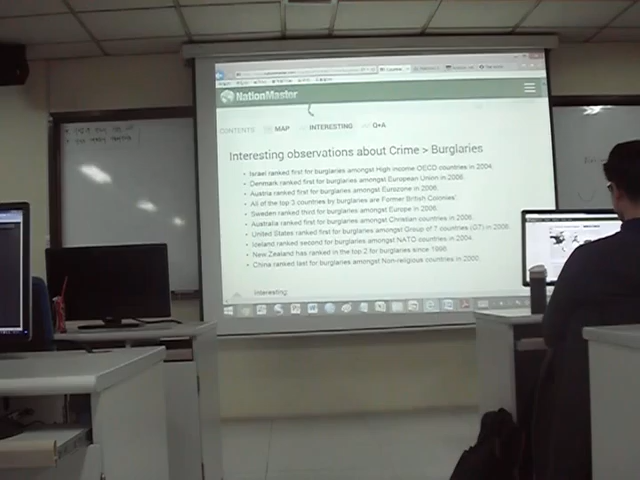 NationMaster
CONTENTS MAP INTERESTING Q+A
Interesting observations about Crime > Burglaries
Israel ranked first for burglaries amongst High income OECD countries in 2004.
Denmark ranked first for burglaries amongst European Union in 2006.
Austria ranked first for burglaries amongst Eurozone in 2006.
All of the top 3 countries by burglaries are Former British Colonies'.
Sweden ranked third for burglaries amongst Europe in 2006.
Australia ranked first for burglaries amongst Christian countries in 2006.
United States ranked first for burglaries amongst Group of 7 countries (G7) in 2006.
Iceland ranked second for burglaries amongst NATO countries in 2004.
New Zealand has ranked in the top 2 for burglaries since 1998.
China ranked last for burglaries amongst Non-religious countries in 2000.
Interesting